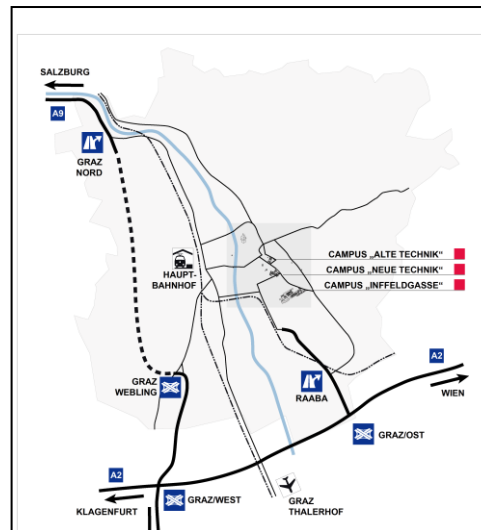 SALZBURG
A9
GRAZ
NORD
HAUPT-
BAHNHOF
CAMPUS „ALTE TECHNIK“
CAMPUS „NEUE TECHNIK“
CAMPUS „INFFELDGASSE“
A2
WIEN
GRAZ
WEBLING
RAABA
GRAZ/OST
A2
KLAGENFURT
GRAZ/WEST
GRAZ
THALERHOF